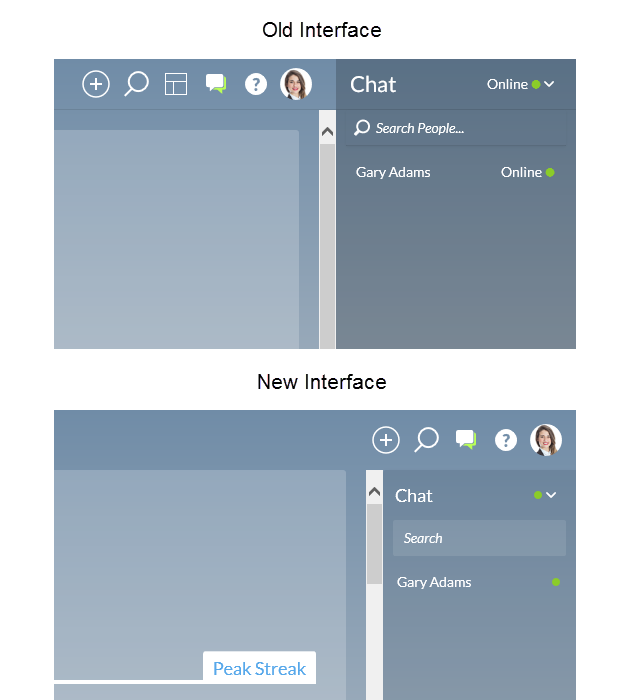 Old Interface
?
Chat
Online
Search People...
Gary Adams
Online
New Interface
?
Chat
Search
Gary Adams
Peak Streak